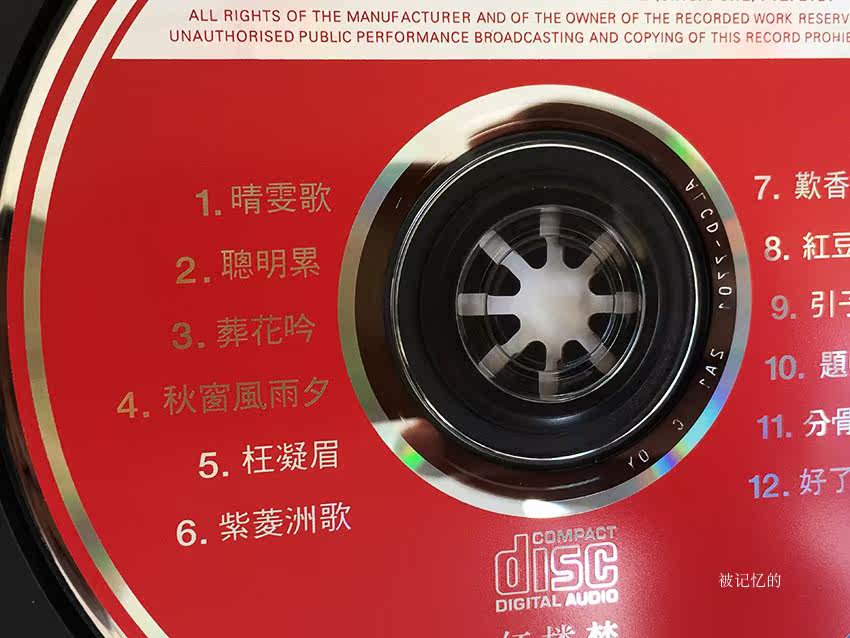 ALL RIGHTS OF THE MANUFACTURER AND OF THE OWNER OF THE RECORDED WORK RESERV
UNAUTHORISED PUBLIC PERFORMANCE BROADCASTING AND COPYING OF THIS RECORD PROHIB
1. 晴雯歌
2. 聰明累
3. 葬花吟
4. 秋窗風雨夕
5. 枉凝眉
6. 紫菱洲歌
7. 歎香
8. 紅豆
9. 引子
10. 題
11. 分骨
12. 好了
COMPACT
disc
DIGITAL AUDIO
被记忆的